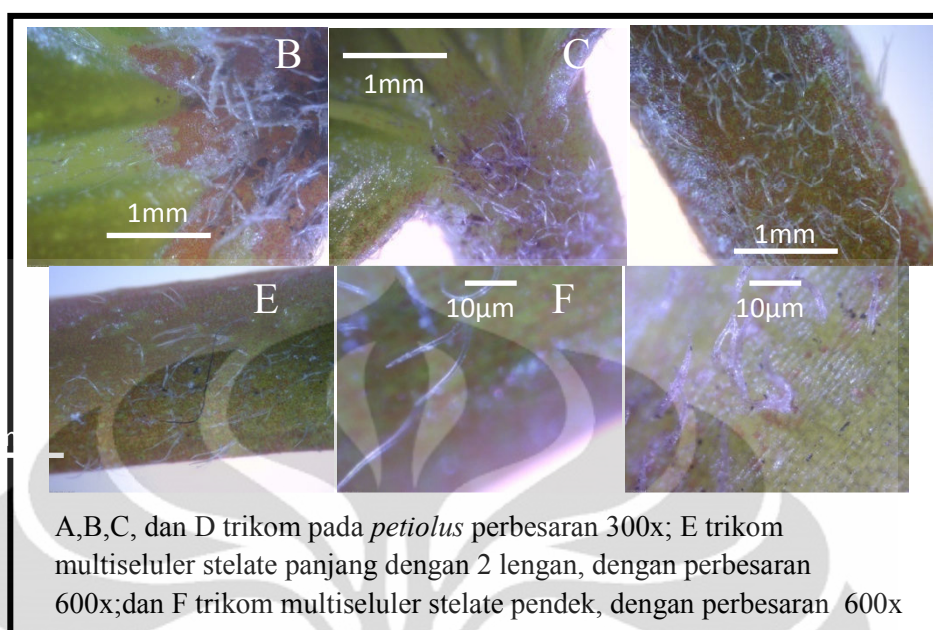 B
C
1mm
1mm
1mm
E
F
10µm
10µm
A,B,C, dan D trikom pada petiolus perbesaran 300x; E trikom
multiseluler stelate panjang dengan 2 lengan, dengan perbesaran
600x;dan F trikom multiseluler stelate pendek, dengan perbesaran 600x